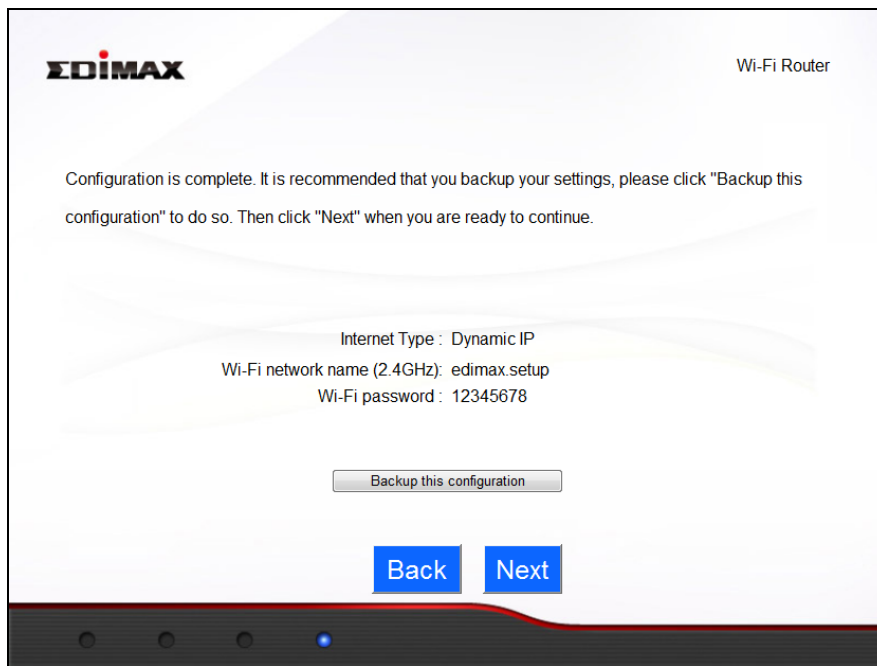 EDIMAX
Wi-Fi Router
Configuration is complete. It is recommended that you backup your settings, please click "Backup this
configuration" to do so. Then click "Next" when you are ready to continue.
Internet Type : Dynamic IP
Wi-Fi network name (2.4GHz): edimax.setup
Wi-Fi password : 12345678
Backup this configuration
Back Next